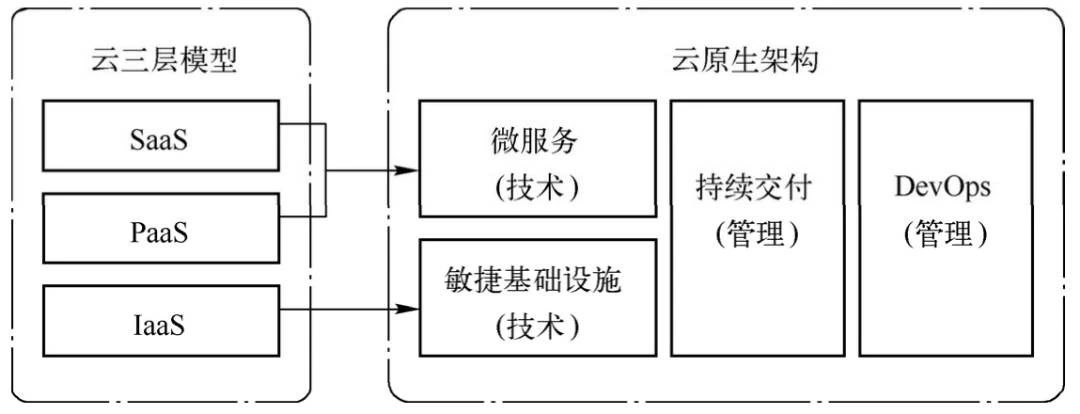 云三层模型
SaaS
PaaS
IaaS
云原生架构
微服务
(技术)
敏捷基础设施
(技术)
持续交付
(管理)
DevOps
(管理)